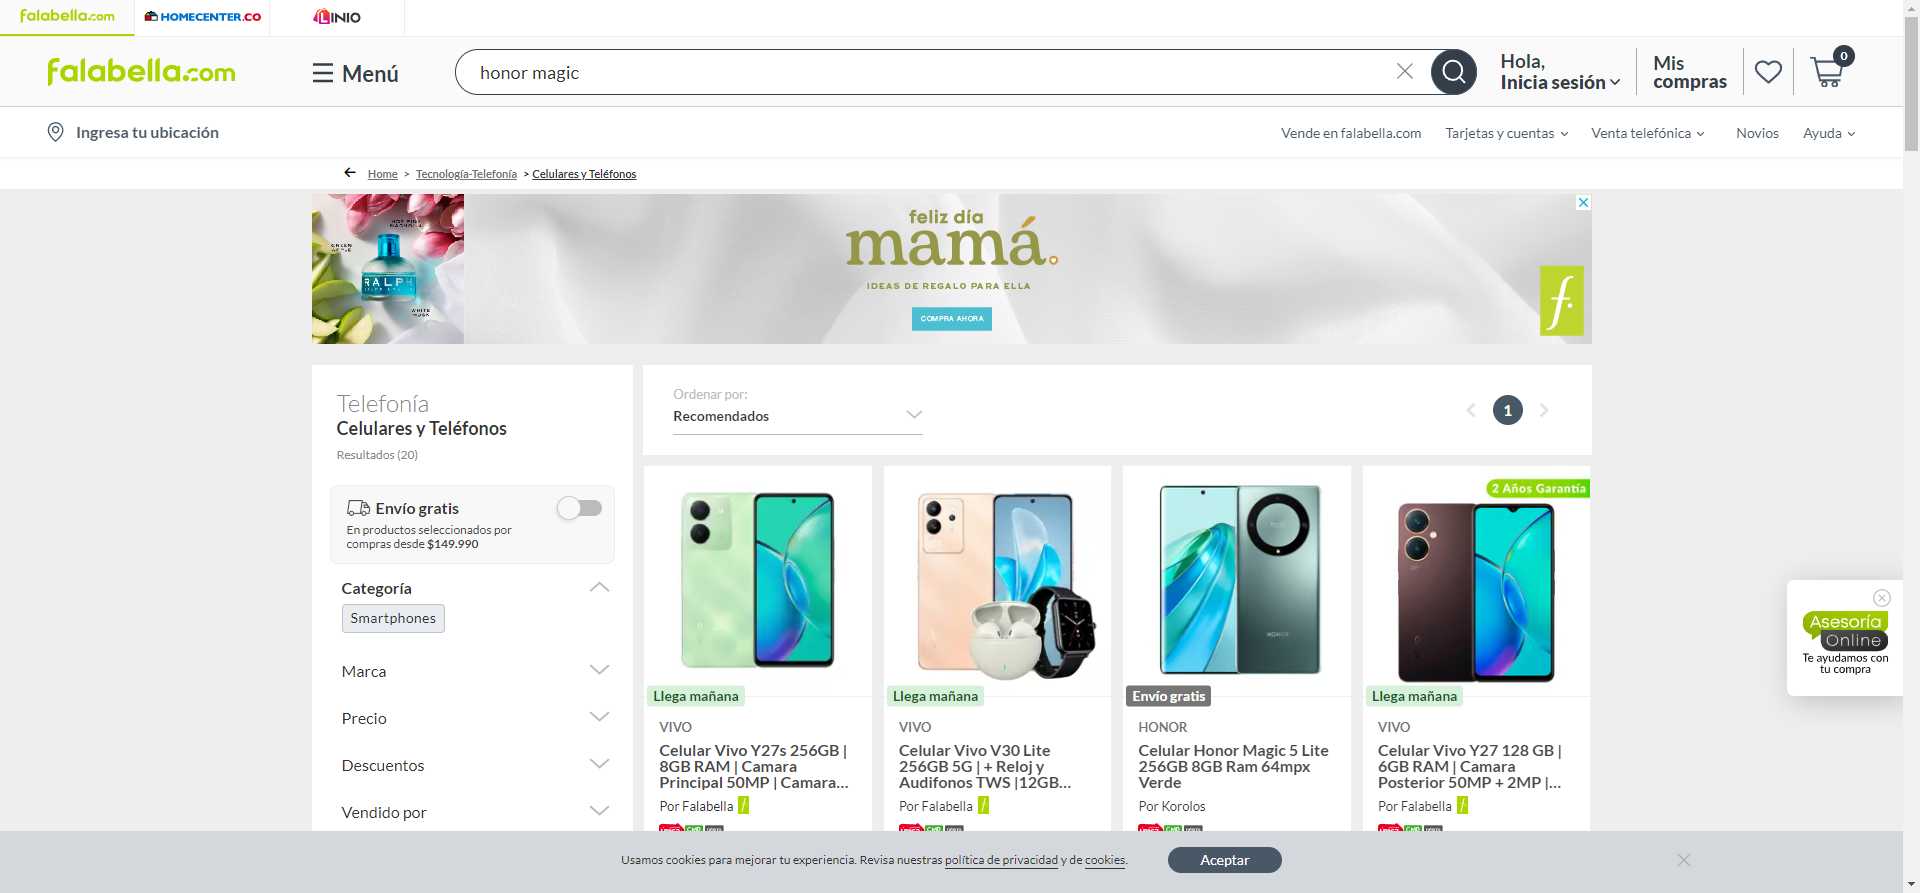 falabella.com
HOMECENTER.CO
LINIO
falabella.com
Menú
honor magic
Hola,
Inicia sesión
Mis
compras
0
Ingresa tu ubicación
Vende en falabella.com
Tarjetas y cuentas
Venta telefónica
Novios
Ayuda
Home > Tecnología-Telefonía > Celulares y Teléfonos
GREEN
APPLE
RALPH
WHITE
MUSK
feliz día
mamá
IDEAS DE REGALO PARA ELLA
COMPRA AHORA
f.
Telefonía
Celulares y Teléfonos
Resultados (20)
Envío gratis
En productos seleccionados por
compras desde $149.990
Categoría
Smartphones
Marca
Precio
Descuentos
Vendido por
Ordenar por:
Recomendados
1
Llega mañana
VIVO
Celular Vivo Y27s 256GB |
8GB RAM | Camara
Principal 50MP | Camara...
Por Falabella f
Llega mañana
VIVO
Celular Vivo V30 Lite
256GB 5G | + Reloj y
Audifonos TWS |12GB...
Por Falabella f
HONOR
Envío gratis
HONOR
Celular Honor Magic 5 Lite
256GB 8GB Ram 64mpx
Verde
Por Korolos
2 Años Garantía
Llega mañana
VIVO
Celular Vivo Y27 128 GB |
6GB RAM | Camara
Posterior 50MP + 2MP |...
Por Falabella f
Asesoría
Online
Te ayudamos con
tu compra
Usamos cookies para mejorar tu experiencia. Revisa nuestras política de privacidad y de cookies.
Aceptar